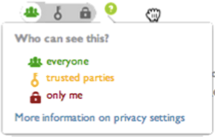 ?
Who can see this?
everyone
trusted parties
only me
More information on privacy settings